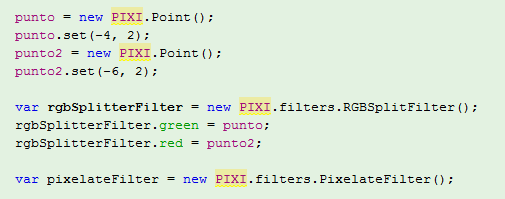 punto = new PIXI.Point();
punto.set(-4, 2);
punto2 = new PIXI.Point();
punto2.set(-6, 2);
var rgbSplitterFilter = new PIXI.filters.RGBSplitFilter();
rgbSplitterFilter.green = punto;
rgbSplitterFilter.red = punto2;
var pixelateFilter = new PIXI.filters.PixelateFilter();